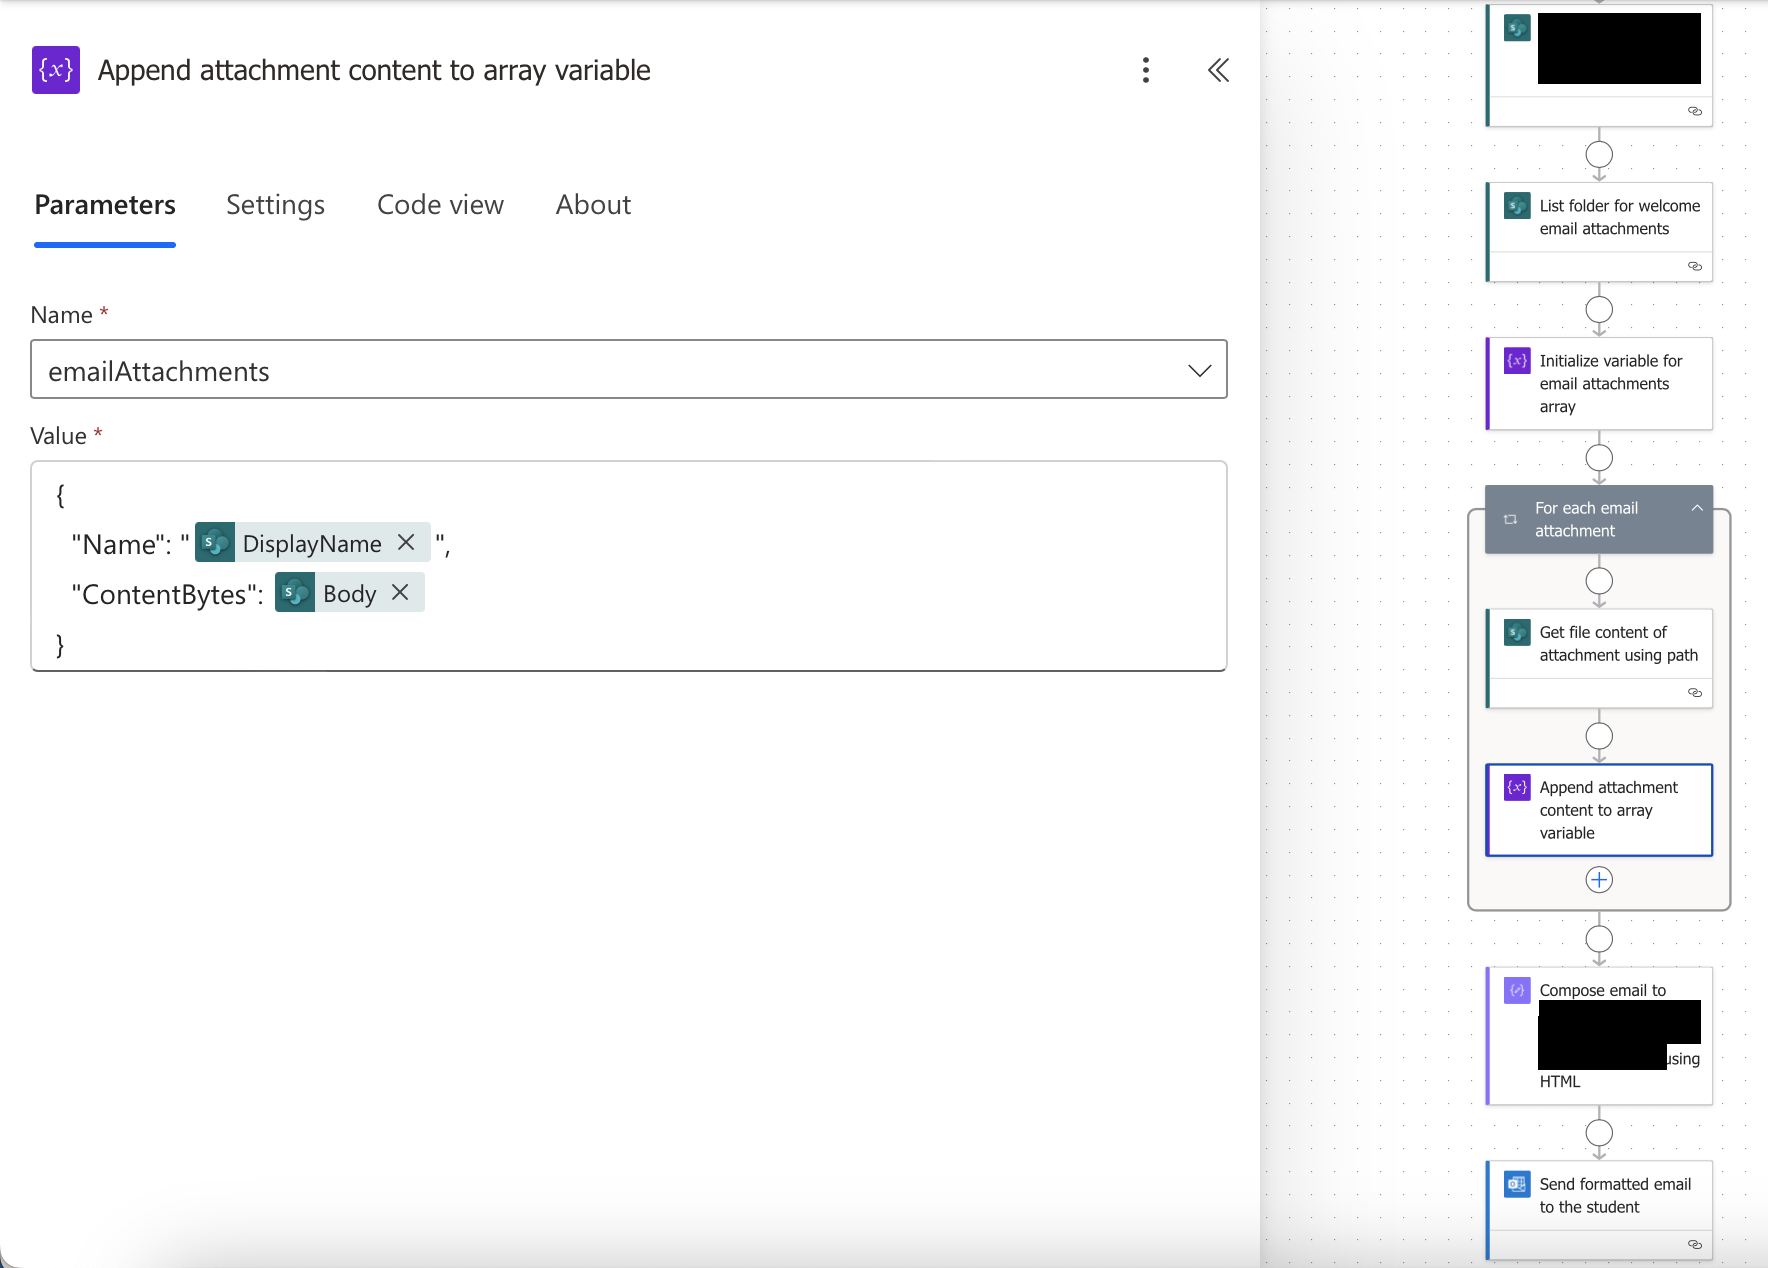 Append attachment content to array variable
Parameters
Settings
Code view
About
Name *
emailAttachments
Value *
{
"Name": " DisplayName ",
"ContentBytes": Body
}
List folder for welcome
email attachments
Initialize variable for
email attachments
array
For each email
attachment
Get file content of
attachment using path
Append attachment
content to array
variable
Compose email to
using
HTML
Send formatted email
to the student